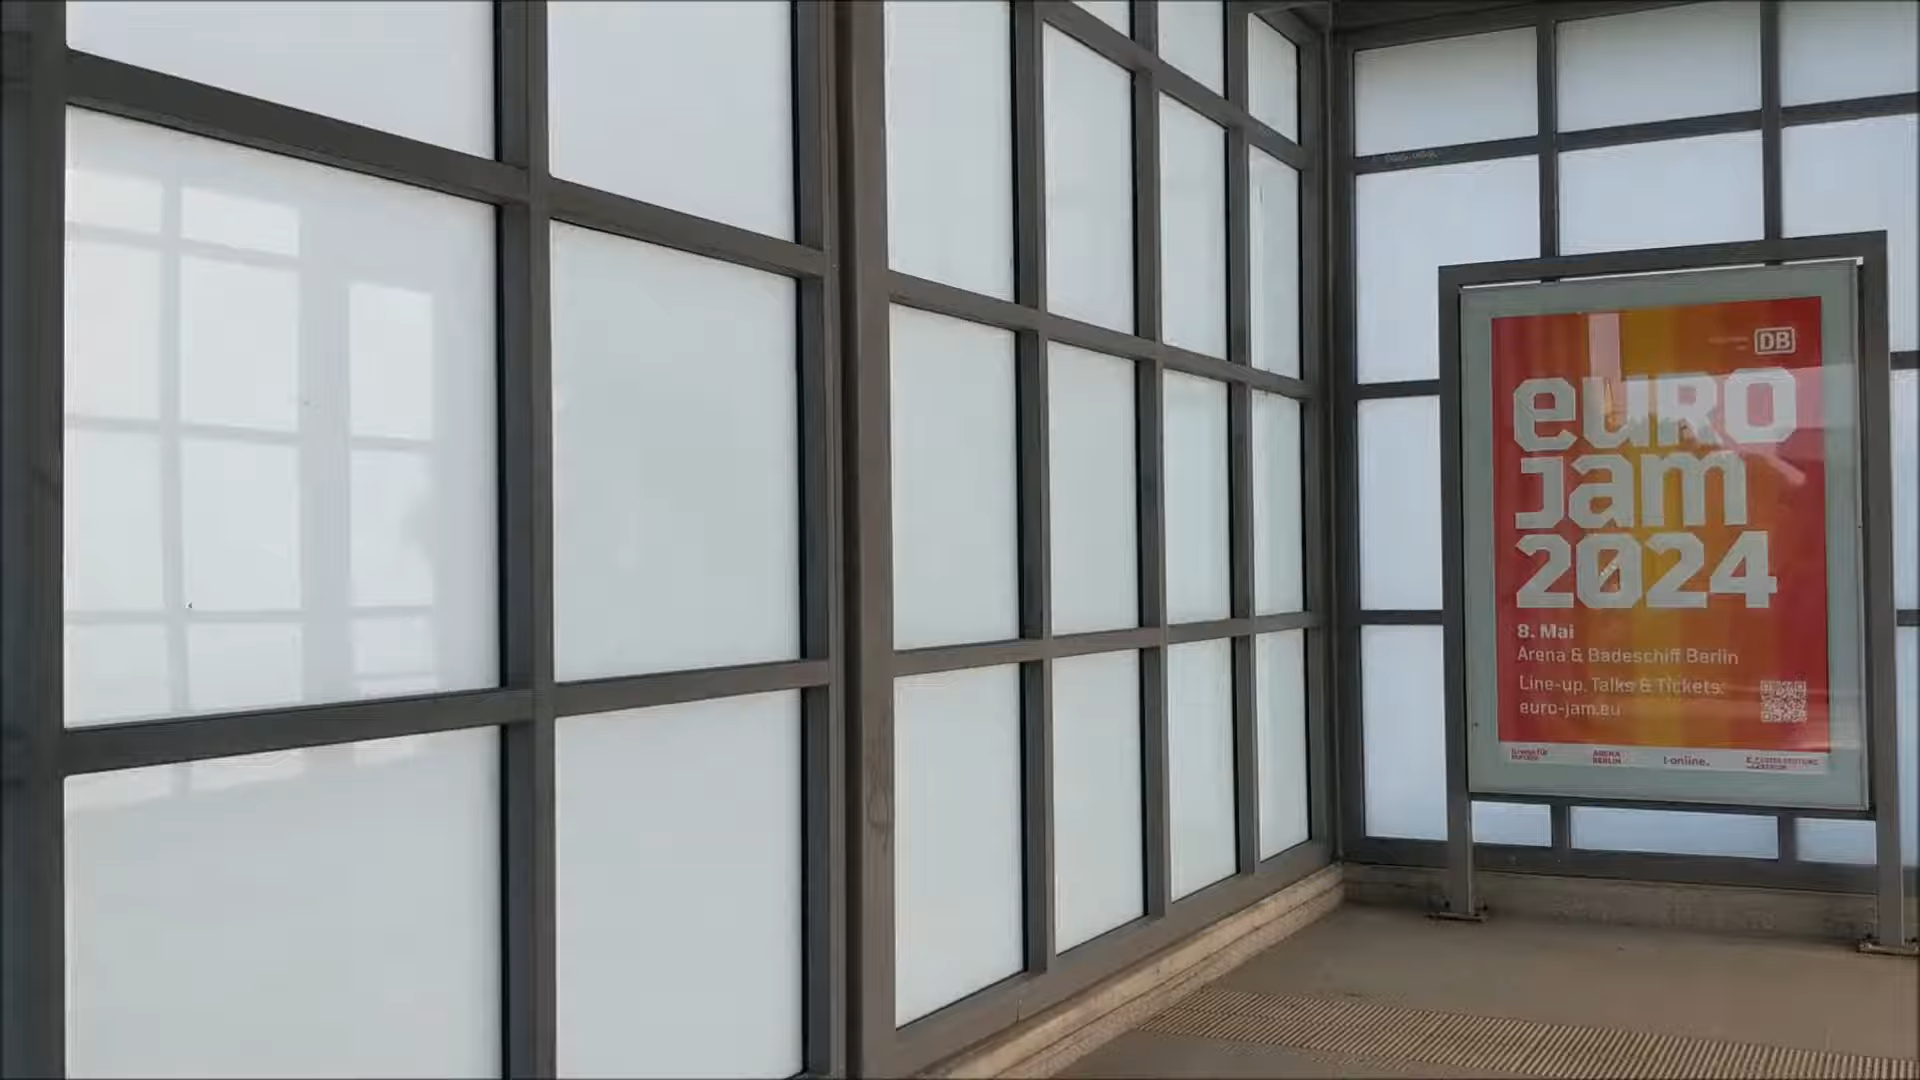 DB
euro
jam
2024
8. Mai
Arena & Badeschiff Berlin
Line-up, Talks & Tickets:
euro-jam.eu
ARENA
BERLIN
t-online.